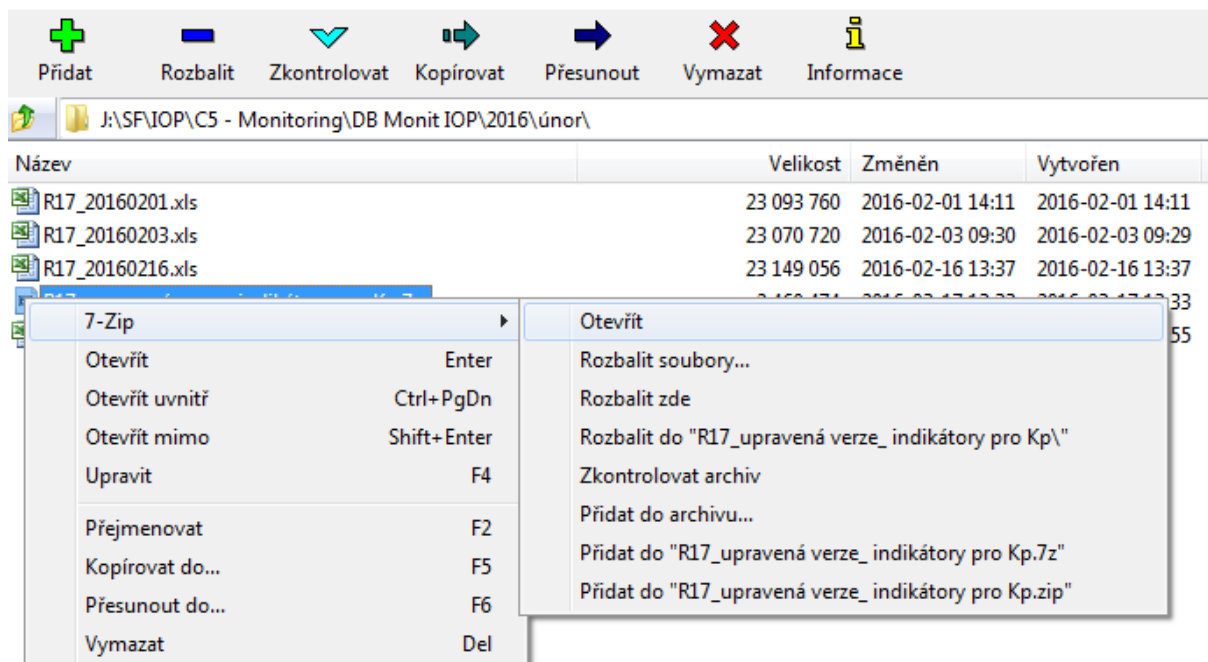 Přidat Rozbalit Zkontrolovat Kopírovat Přesunout Vymazat Informace
J:\SF\IOP\C5 - Monitoring\DB Monit IOP\2016\únor\
Název Velikost Změněn Vytvořen
R17_20160201.xls 23 093 760 2016-02-01 14:11 2016-02-01 14:11
R17_20160203.xls 23 070 720 2016-02-03 09:30 2016-02-03 09:29
R17_20160216.xls 23 149 056 2016-02-16 13:37 2016-02-16 13:37
33
55
7-Zip
Otevřít Enter
Otevřít uvnitř Ctrl+PgDn
Otevřít mimo Shift+Enter
Upravit F4
Přejmenovat F2
Kopírovat do... F5
Přesunout do... F6
Vymazat Del
Otevřít
Rozbalit soubory...
Rozbalit zde
Rozbalit do "R17_upravená verze_ indikátory pro Kp\"
Zkontrolovat archiv
Přidat do archivu...
Přidat do "R17_upravená verze_ indikátory pro Kp.7z"
Přidat do "R17_upravená verze_ indikátory pro Kp.zip"